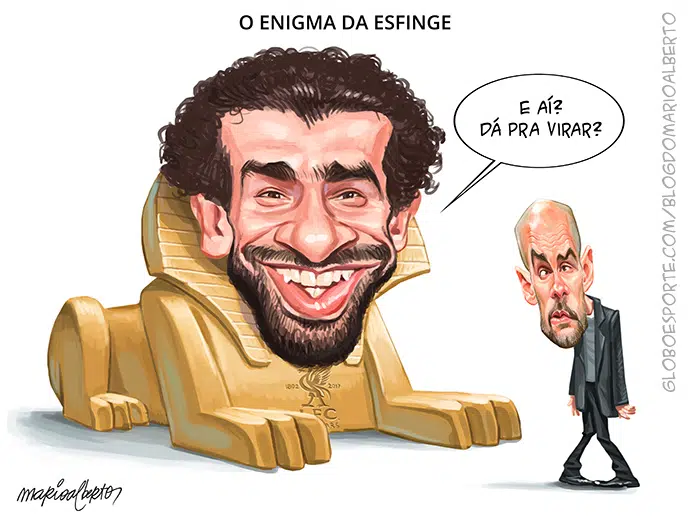 O ENIGMA DA ESFINGE
E AÍ?
DÁ PRA VIRAR?
GLOBOESPORTE.COM/BLOGDOMARIOALBERTO
marioalberto